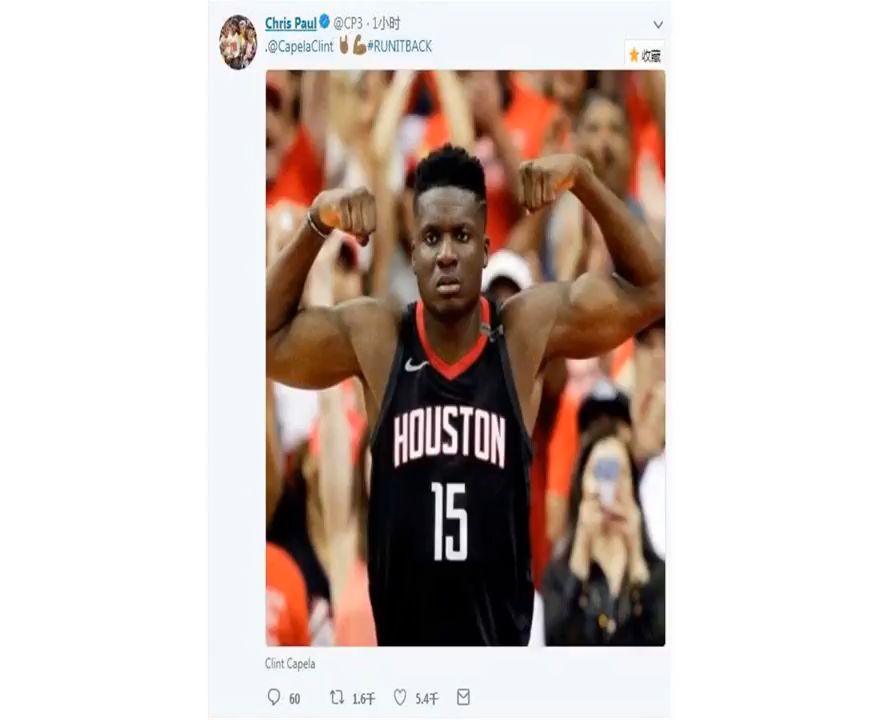 Chris Paul @CP3 · 1小时
.@CapelaClint 🤘🏾 💪🏾#RUNITBACK
收藏
HOUSTON
15
Clint Capela
60 1.6千 5.4千